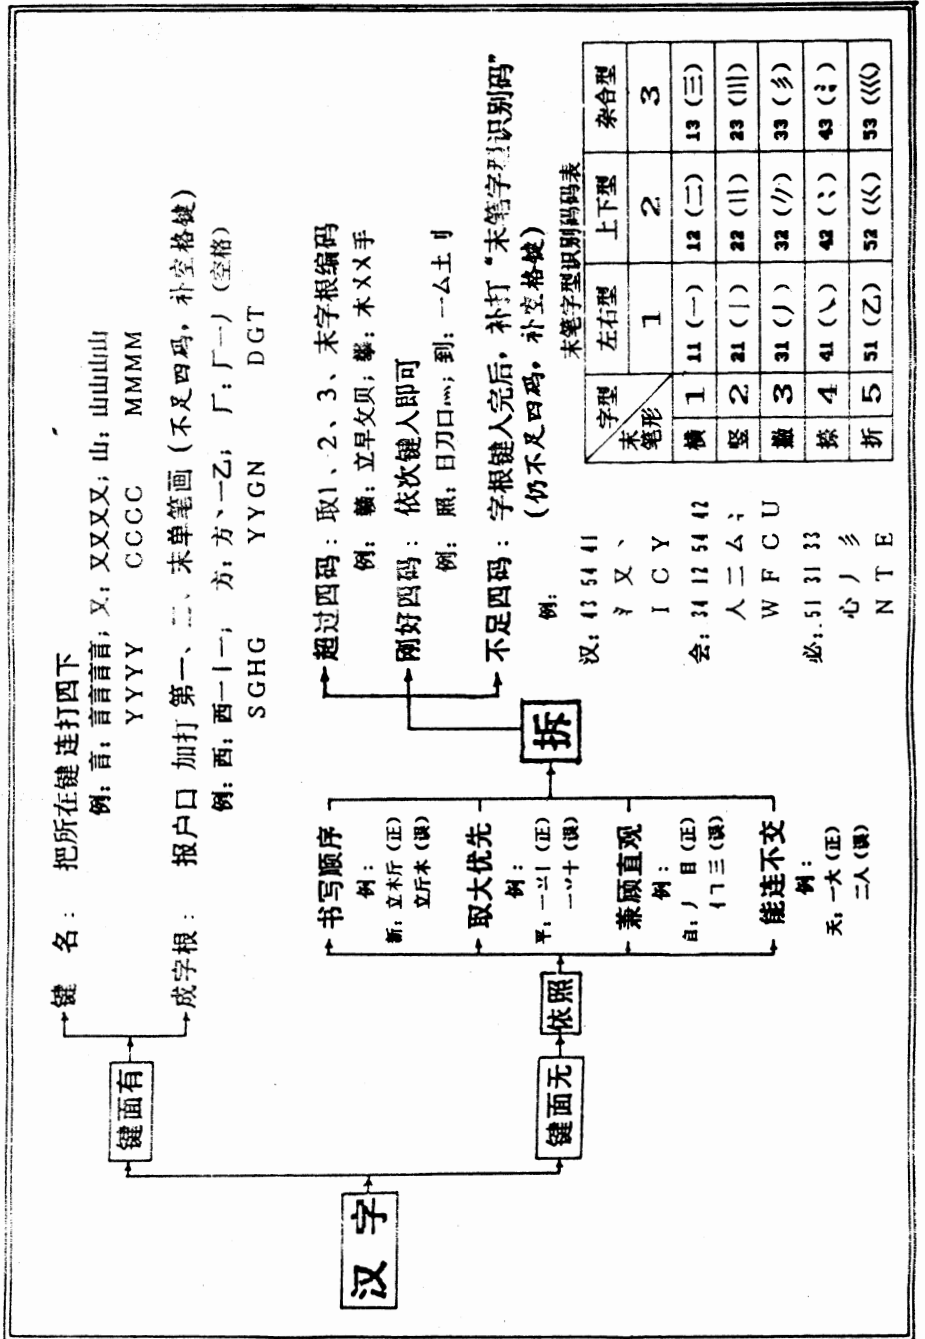 汉字
键面有
键 名: 把所在键连打四下
例: 言: 言言言言; 又: 又又又又; 山: 山山山山
YYYY CCCC MMMM
成字根: 报户口 加打 第一、二、末单笔画 (不足四码, 补空格键)
例: 西: 西一丨一; 方: 方丶一乙; 厂: 厂一丿 (空格)
SGHG YYGN DGT
键面无
依照
书写顺序
例:
新: 立木斤 (正)
立斤木 (误)
取大优先
例:
平: 一䒑丨 (正)
一丷十 (误)
兼顾直观
例:
自: 丿 目 (正)
亻㇕三 (误)
能连不交
例:
天: 一大 (正)
二人 (误)
拆
超过四码: 取1、2、3、末字根编码
例: 赣: 立早夂贝; 攀: 木乂乂手
刚好四码: 依次键人即可
例: 照: 日刀口灬; 到: 一厶土刂
不足四码: 字根键人完后, 补打“末笔字型识别码”
(仍不足四码, 补空格键)
例:
汉: 43 54 41
氵 又 丶
I C Y
会: 34 12 54 42
人 二 厶 冫
W F C U
必: 51 31 33
心 丿 彡
N T E
末笔字型识别码码表
字型 左右型 上下型 杂合型
末笔形 1 2 3
横 1 11 (一) 12 (二) 13 (三)
竖 2 21 (丨) 22 (刂) 23 (川)
撇 3 31 (丿) 32 (⺁) 33 (彡)
捺 4 41 (㇏) 42 (冫) 43 (氵)
折 5 51 (乙) 52 (巜) 53 (巛)